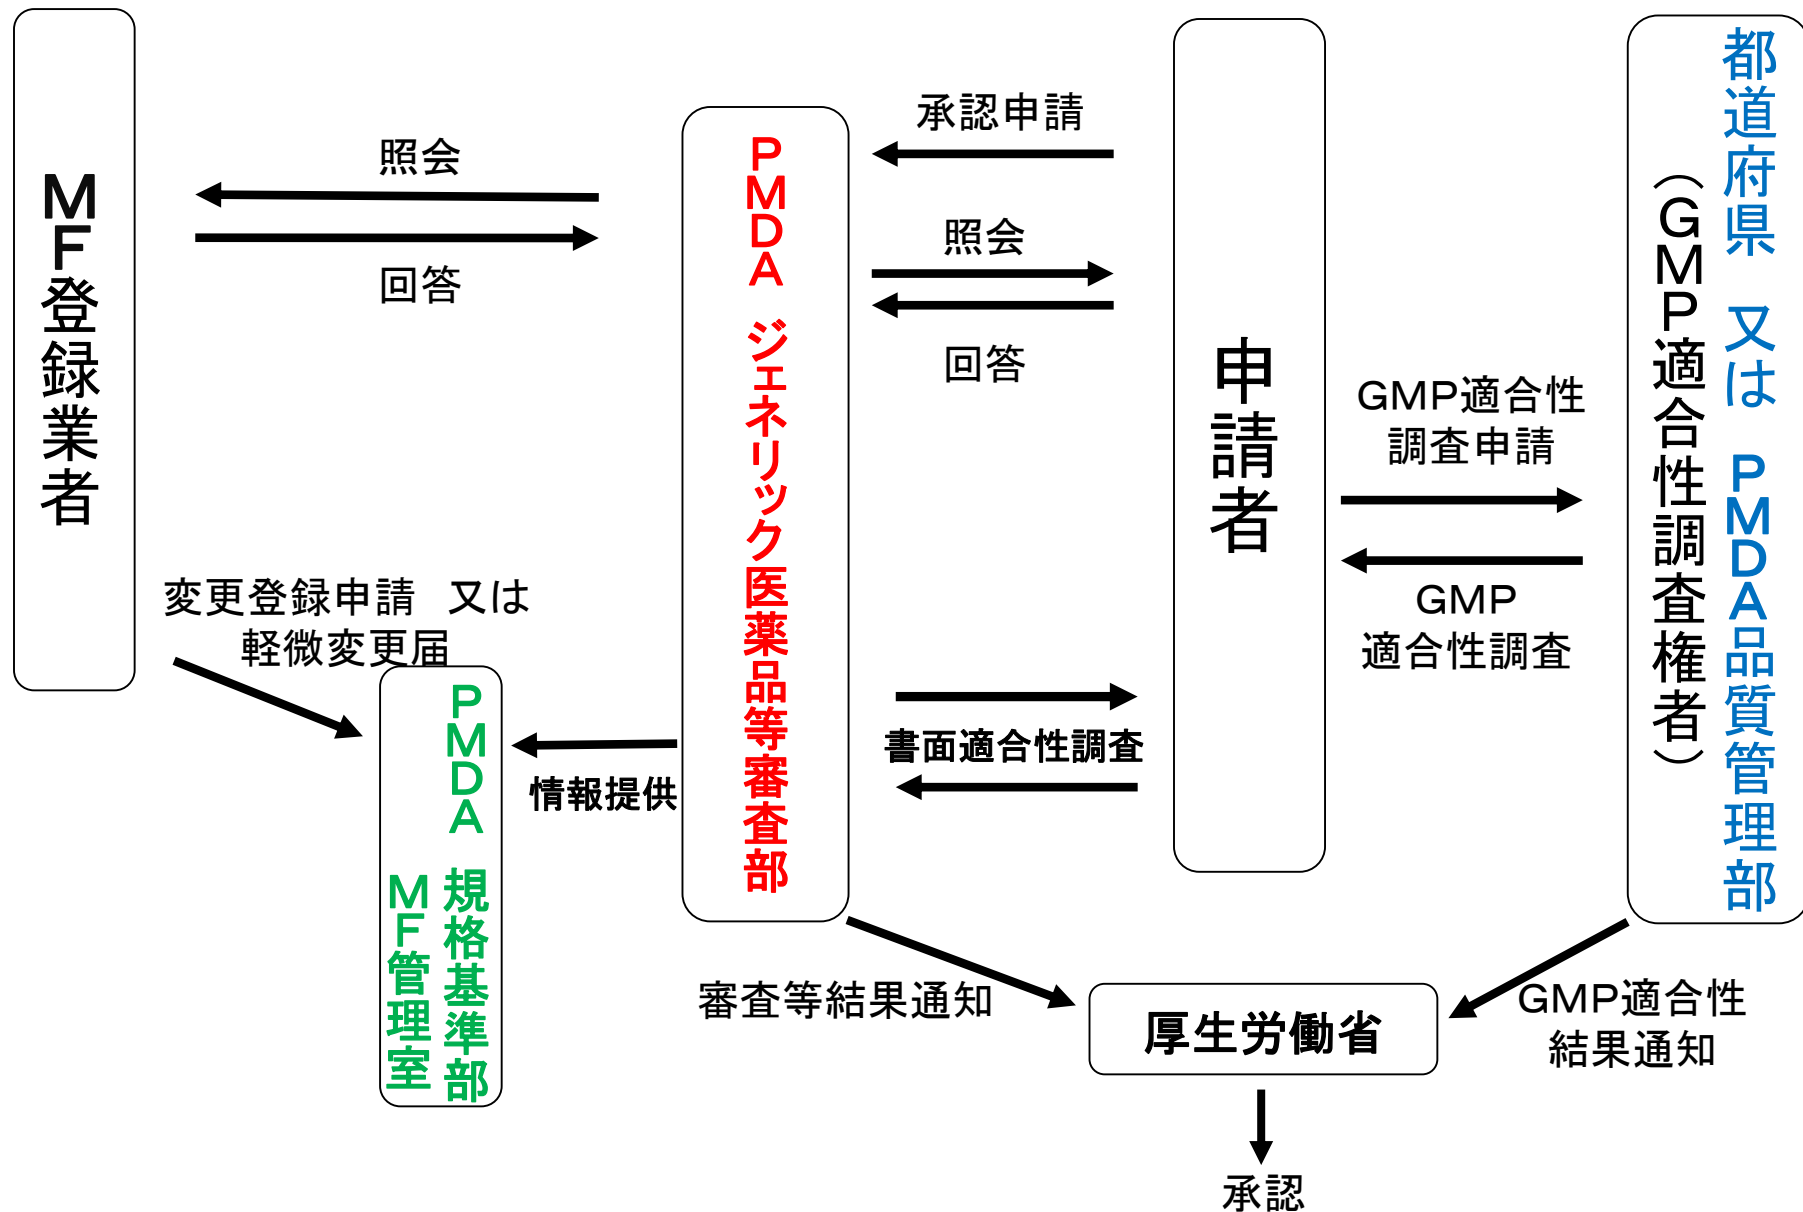 ＭＦ登録業者
照会
回答
変更登録申請　又は
軽微変更届
ＰＭＤＡ　規格基準部
ＭＦ管理室
情報提供
ＰＭＤＡ　ジェネリック医薬品等審査部
承認申請
照会
回答
書面適合性調査
申請者
GMP適合性
調査申請
GMP
適合性調査
都道府県　又は　ＰＭＤＡ品質管理部
（ＧＭＰ適合性調査権者）
審査等結果通知
GMP適合性
結果通知
厚生労働省
承認